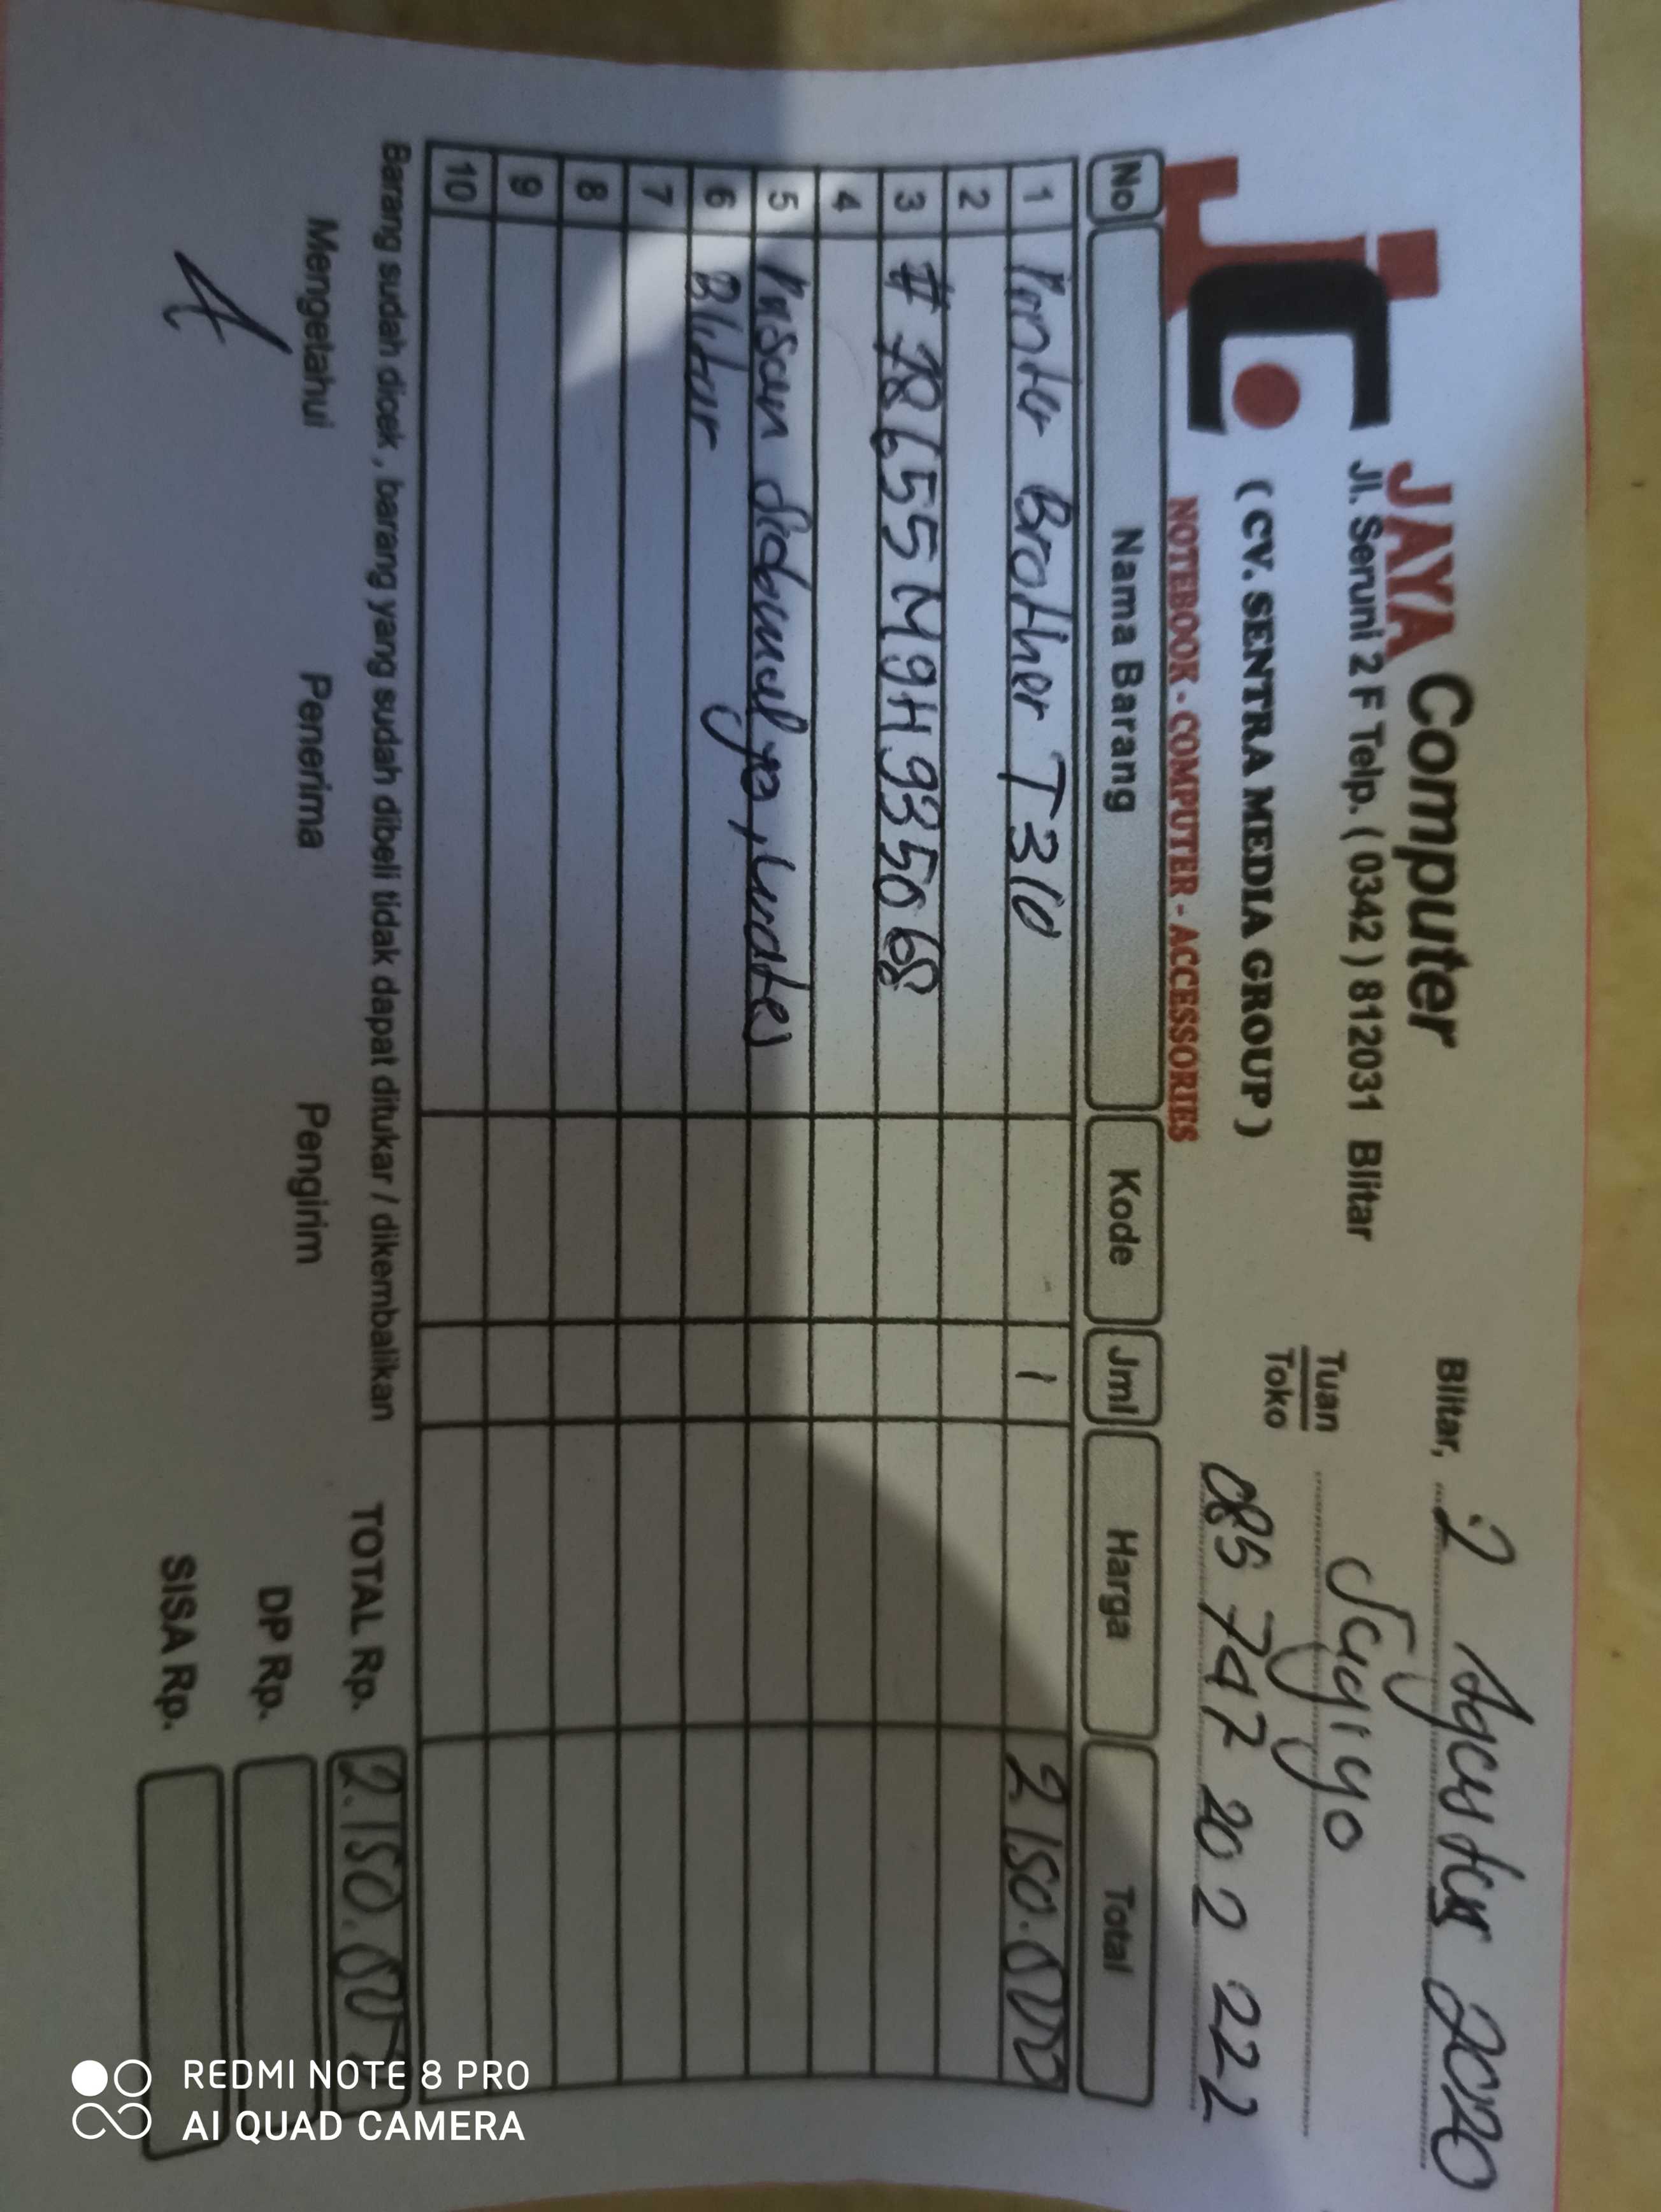 JAYA Computer
Jl. Seruni 2 F Telp. ( 0342 ) 812031 Blitar
( CV. SENTRA MEDIA GROUP )
NOTEBOOK - COMPUTER - ACCESSORIES
Blitar, 2 Agustus 2020
Tuan
Toko
Sugiyo
085 747 20 2 222
No Nama Barang Kode Jml Harga Total
1 Printer Brother T310 1 2.150.000
2
3
4
5 Sidomulyo,
6 Blitar
7
8
9
10
Barang sudah dicek , barang yang sudah dibeli tidak dapat ditukar / dikembalikan
TOTAL Rp. 2.150.000
Mengetahui Penerima Pengirim
DP Rp.
SISA Rp.
REDMI NOTE 8 PRO
AI QUAD CAMERA